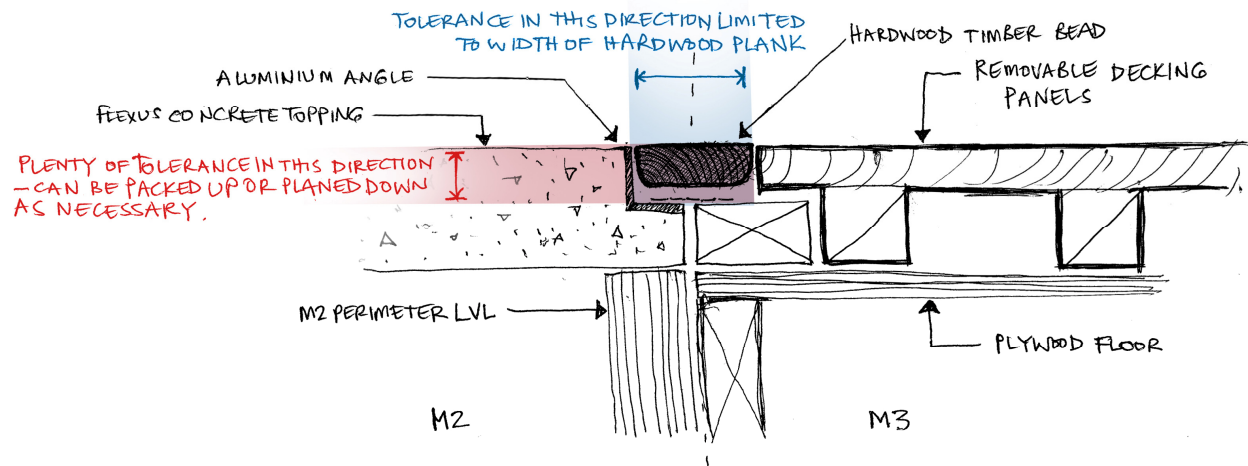 TOLERANCE IN THIS DIRECTION LIMITED
TO WIDTH OF HARDWOOD PLANK
HARDWOOD TIMBER BEAD
ALUMINIUM ANGLE
REMOVABLE DECKING
PANELS
FLEXUS CONCRETE TOPPING
PLENTY OF TOLERANCE IN THIS DIRECTION
- CAN BE PACKED UP OR PLANED DOWN
AS NECESSARY.
M2 PERIMETER LVL
PLYWOOD FLOOR
M2
M3